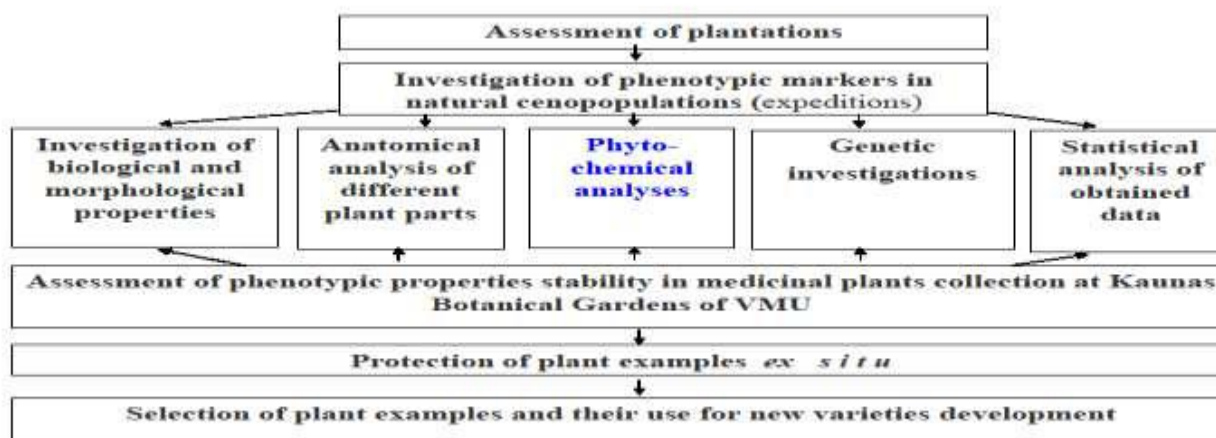 Assessment of plantations
Investigation of phenotypic markers in
natural cenopopulations (expeditions)
Investigation of
biological and
morphological
properties
Anatomical
analysis of
different
plant parts
Phyto-
chemical
analyses
Genetic
investigations
Statistical
analysis of
obtained
data
Assessment of phenotypic properties stability in medicinal plants collection at Kaunas
Botanical Gardens of VMU
Protection of plant examples ex situ
Selection of plant examples and their use for new varieties development